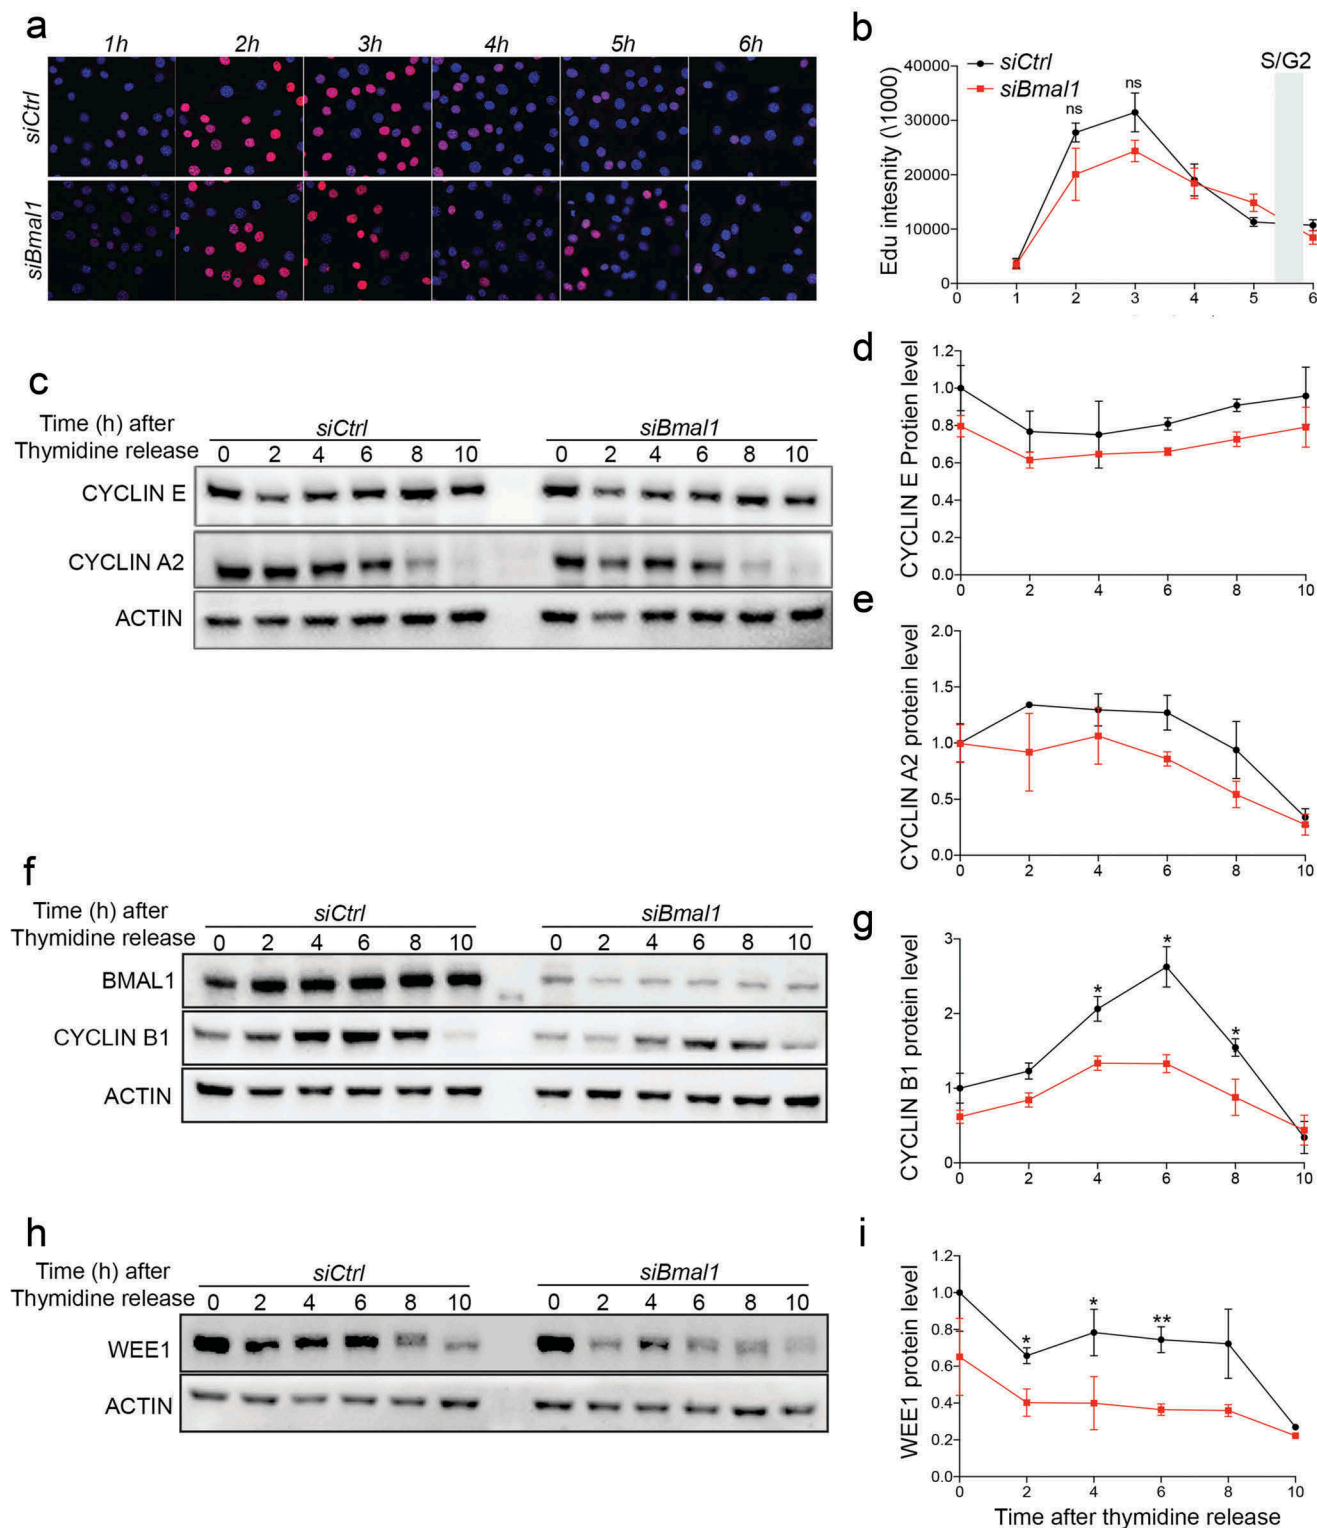 a
1h 2h 3h 4h 5h 6h
siCtrl
siBmal1
b
siCtrl
siBmal1
S/G2
Edu intesnity (\1000)
40000
30000
20000
10000
0
ns
ns
0 1 2 3 4 5 6
c
Time (h) after
Thymidine release
siCtrl
siBmal1
0 2 4 6 8 10 0 2 4 6 8 10
CYCLIN E
CYCLIN A2
ACTIN
d
CYCLIN E Protien level
1.2
1.0
0.8
0.6
0.4
0.2
0.0
0 2 4 6 8 10
e
CYCLIN A2 protein level
2.0
1.5
1.0
0.5
0.0
0 2 4 6 8 10
f
Time (h) after
Thymidine release
siCtrl
siBmal1
0 2 4 6 8 10 0 2 4 6 8 10
BMAL1
CYCLIN B1
ACTIN
g
CYCLIN B1 protein level
3
2
1
0
*
*
*
0 2 4 6 8 10
h
Time (h) after
Thymidine release
siCtrl
siBmal1
0 2 4 6 8 10 0 2 4 6 8 10
WEE1
ACTIN
i
WEE1 protein level
1.2
1.0
0.8
0.6
0.4
0.2
0.0
*
*
**
0 2 4 6 8 10
Time after thymidine release